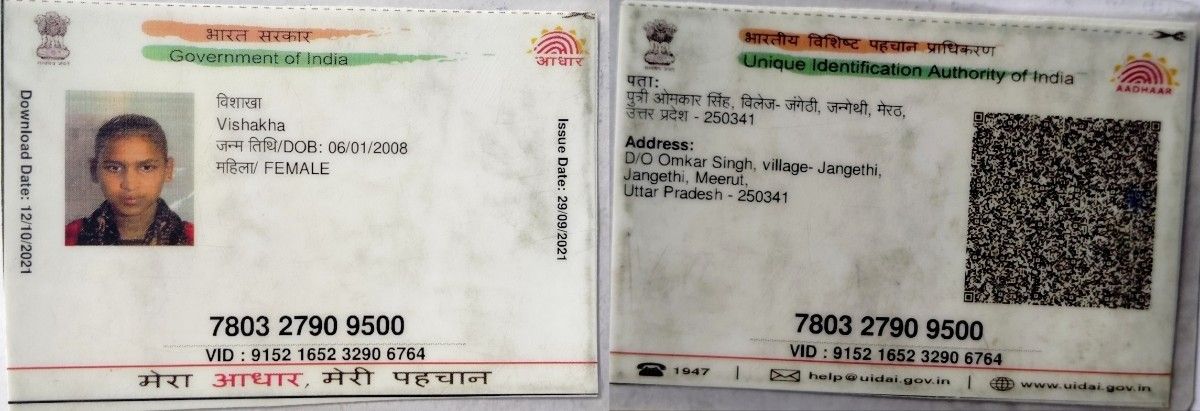 भारत सरकार
Government of India
आधार
Download Date: 12/10/2021
विशाखा
Vishakha
जन्म तिथि/DOB: 06/01/2008
महिला/ FEMALE
Issue Date: 29/09/2021
7803 2790 9500
VID : 9152 1652 3290 6764
मेरा आधार, मेरी पहचान
भारतीय विशिष्ट पहचान प्राधिकरण
Unique Identification Authority of India
AADHAAR
पता:
पुत्री ओमकार सिंह, विलेज- जंगेठी, जन्गेथी, मेरठ,
उत्तर प्रदेश - 250341
Address:
D/O Omkar Singh, village- Jangethi,
Jangethi, Meerut,
Uttar Pradesh - 250341
7803 2790 9500
VID : 9152 1652 3290 6764
1947 | help@uidai.gov.in | www.uidai.gov.in